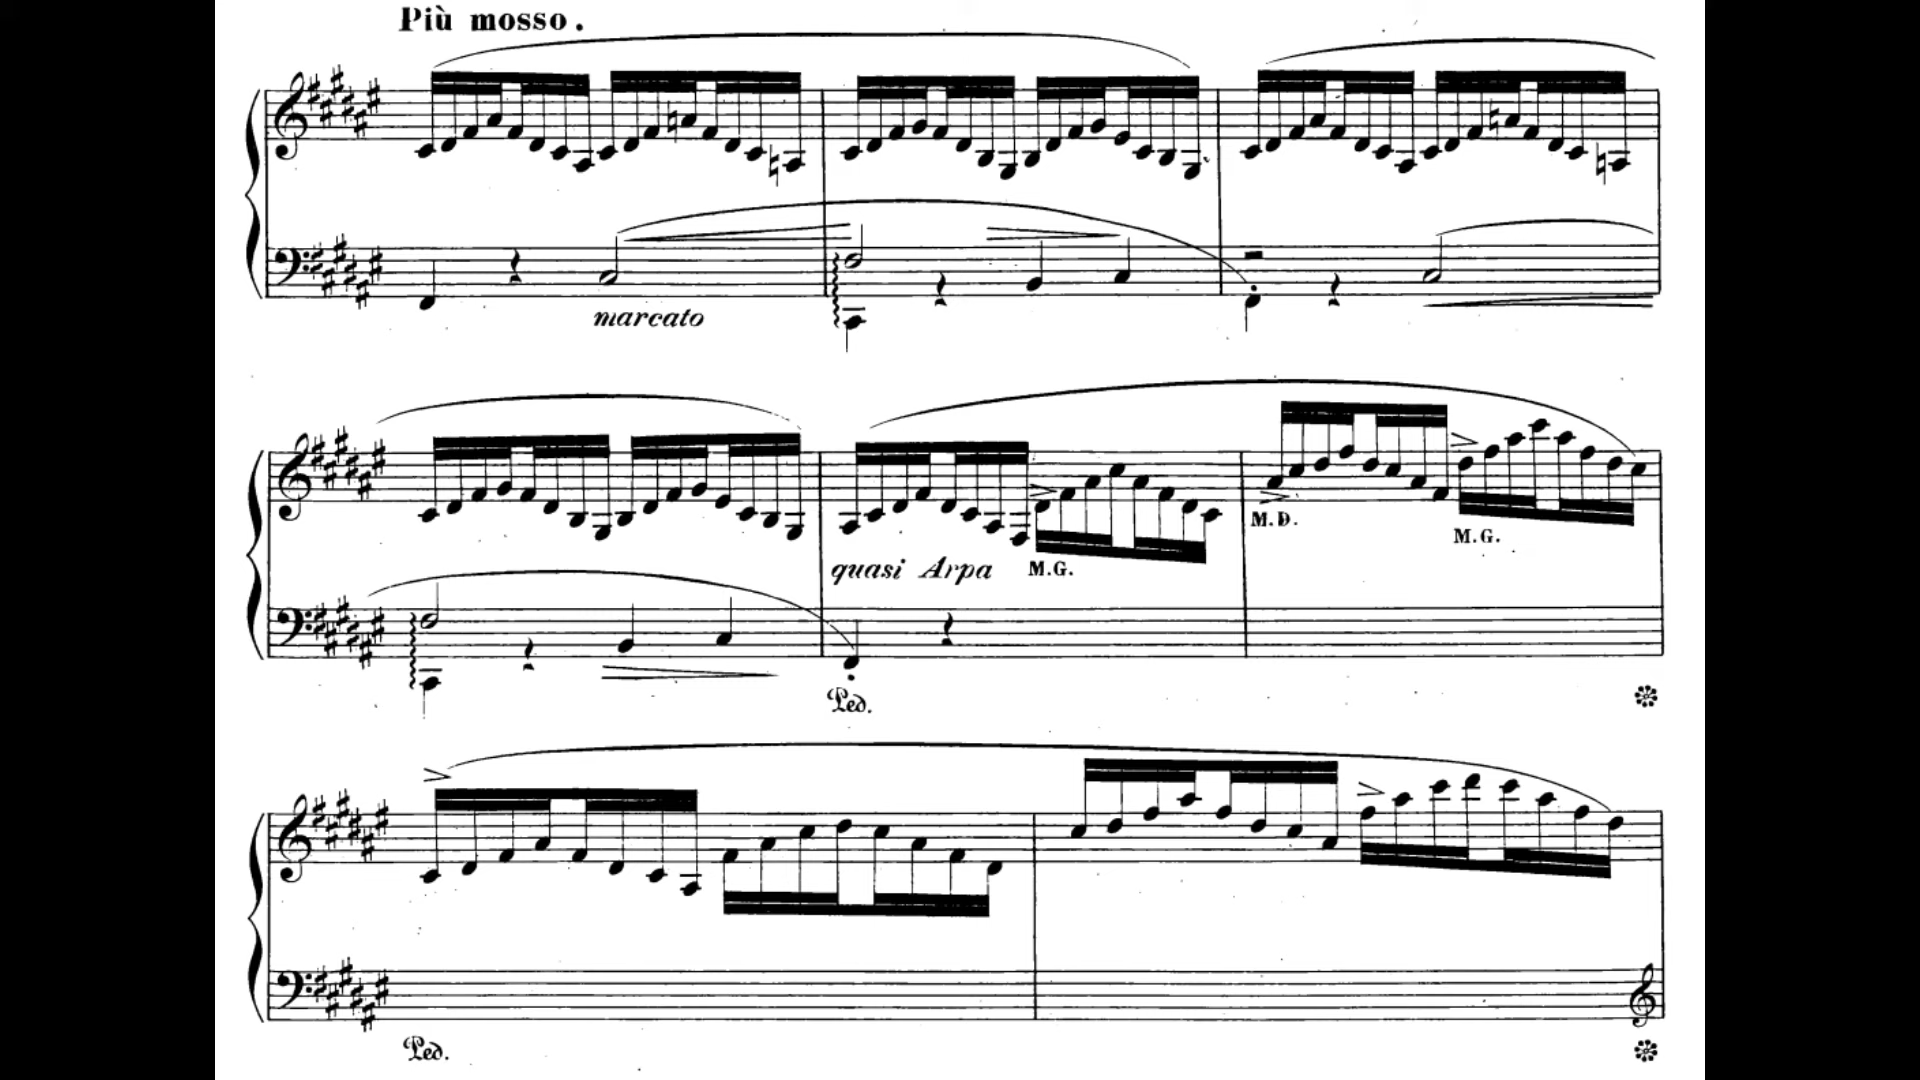 Più mosso.
marcato
quasi Arpa M.G.
M.D.
M.G.
Ped.
Ped.